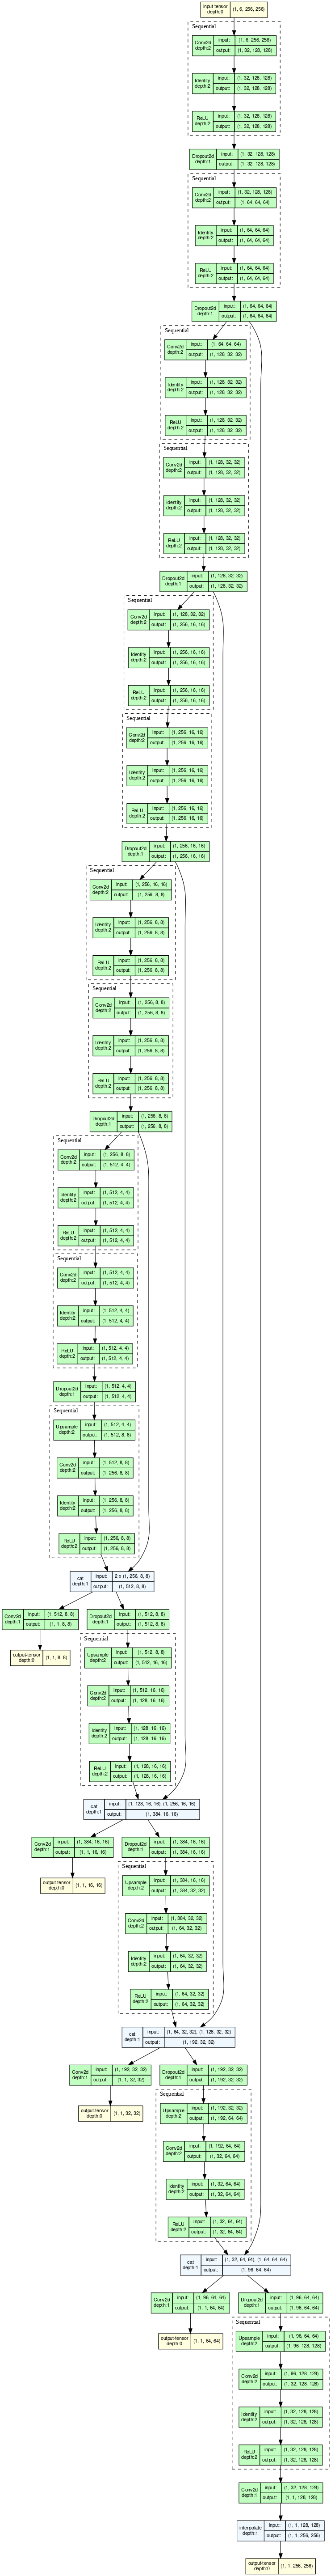 input-tensor (1, 6, 256, 256)
depth:0
Sequential
Conv2d input: (1, 6, 256, 256)
depth:2 output: (1, 32, 128, 128)
Identity input: (1, 32, 128, 128)
depth:2 output: (1, 32, 128, 128)
ReLU input: (1, 32, 128, 128)
depth:2 output: (1, 32, 128, 128)
Dropout2d input: (1, 32, 128, 128)
depth:1 output: (1, 32, 128, 128)
Sequential
Conv2d input: (1, 32, 128, 128)
depth:2 output: (1, 64, 64, 64)
Identity input: (1, 64, 64, 64)
depth:2 output: (1, 64, 64, 64)
ReLU input: (1, 64, 64, 64)
depth:2 output: (1, 64, 64, 64)
Dropout2d input: (1, 64, 64, 64)
depth:1 output: (1, 64, 64, 64)
Sequential
Conv2d input: (1, 64, 64, 64)
depth:2 output: (1, 128, 32, 32)
Identity input: (1, 128, 32, 32)
depth:2 output: (1, 128, 32, 32)
ReLU input: (1, 128, 32, 32)
depth:2 output: (1, 128, 32, 32)
Sequential
Conv2d input: (1, 128, 32, 32)
depth:2 output: (1, 128, 32, 32)
Identity input: (1, 128, 32, 32)
depth:2 output: (1, 128, 32, 32)
ReLU input: (1, 128, 32, 32)
depth:2 output: (1, 128, 32, 32)
Dropout2d input: (1, 128, 32, 32)
depth:1 output: (1, 128, 32, 32)
Sequential
Conv2d input: (1, 128, 32, 32)
depth:2 output: (1, 256, 16, 16)
Identity input: (1, 256, 16, 16)
depth:2 output: (1, 256, 16, 16)
ReLU input: (1, 256, 16, 16)
depth:2 output: (1, 256, 16, 16)
Sequential
Conv2d input: (1, 256, 16, 16)
depth:2 output: (1, 256, 16, 16)
Identity input: (1, 256, 16, 16)
depth:2 output: (1, 256, 16, 16)
ReLU input: (1, 256, 16, 16)
depth:2 output: (1, 256, 16, 16)
Dropout2d input: (1, 256, 16, 16)
depth:1 output: (1, 256, 16, 16)
Sequential
Conv2d input: (1, 256, 16, 16)
depth:2 output: (1, 256, 8, 8)
Identity input: (1, 256, 8, 8)
depth:2 output: (1, 256, 8, 8)
ReLU input: (1, 256, 8, 8)
depth:2 output: (1, 256, 8, 8)
Sequential
Conv2d input: (1, 256, 8, 8)
depth:2 output: (1, 256, 8, 8)
Identity input: (1, 256, 8, 8)
depth:2 output: (1, 256, 8, 8)
ReLU input: (1, 256, 8, 8)
depth:2 output: (1, 256, 8, 8)
Dropout2d input: (1, 256, 8, 8)
depth:1 output: (1, 256, 8, 8)
Sequential
Conv2d input: (1, 256, 8, 8)
depth:2 output: (1, 512, 4, 4)
Identity input: (1, 512, 4, 4)
depth:2 output: (1, 512, 4, 4)
ReLU input: (1, 512, 4, 4)
depth:2 output: (1, 512, 4, 4)
Sequential
Conv2d input: (1, 512, 4, 4)
depth:2 output: (1, 512, 4, 4)
Identity input: (1, 512, 4, 4)
depth:2 output: (1, 512, 4, 4)
ReLU input: (1, 512, 4, 4)
depth:2 output: (1, 512, 4, 4)
Dropout2d input: (1, 512, 4, 4)
depth:1 output: (1, 512, 4, 4)
Sequential
Upsample input: (1, 512, 4, 4)
depth:2 output: (1, 512, 8, 8)
Conv2d input: (1, 512, 8, 8)
depth:2 output: (1, 256, 8, 8)
Identity input: (1, 256, 8, 8)
depth:2 output: (1, 256, 8, 8)
ReLU input: (1, 256, 8, 8)
depth:2 output: (1, 256, 8, 8)
cat input: 2 x (1, 256, 8, 8)
depth:1 output: (1, 512, 8, 8)
Conv2d input: (1, 512, 8, 8)
depth:1 output: (1, 1, 8, 8)
Dropout2d input: (1, 512, 8, 8)
depth:1 output: (1, 512, 8, 8)
output-tensor (1, 1, 8, 8)
depth:0
Sequential
Upsample input: (1, 512, 8, 8)
depth:2 output: (1, 512, 16, 16)
Conv2d input: (1, 512, 16, 16)
depth:2 output: (1, 128, 16, 16)
Identity input: (1, 128, 16, 16)
depth:2 output: (1, 128, 16, 16)
ReLU input: (1, 128, 16, 16)
depth:2 output: (1, 128, 16, 16)
cat input: (1, 128, 16, 16), (1, 256, 16, 16)
depth:1 output: (1, 384, 16, 16)
Conv2d input: (1, 384, 16, 16)
depth:1 output: (1, 1, 16, 16)
Dropout2d input: (1, 384, 16, 16)
depth:1 output: (1, 384, 16, 16)
output-tensor (1, 1, 16, 16)
depth:0
Sequential
Upsample input: (1, 384, 16, 16)
depth:2 output: (1, 384, 32, 32)
Conv2d input: (1, 384, 32, 32)
depth:2 output: (1, 64, 32, 32)
Identity input: (1, 64, 32, 32)
depth:2 output: (1, 64, 32, 32)
ReLU input: (1, 64, 32, 32)
depth:2 output: (1, 64, 32, 32)
cat input: (1, 64, 32, 32), (1, 128, 32, 32)
depth:1 output: (1, 192, 32, 32)
Conv2d input: (1, 192, 32, 32)
depth:1 output: (1, 1, 32, 32)
Dropout2d input: (1, 192, 32, 32)
depth:1 output: (1, 192, 32, 32)
output-tensor (1, 1, 32, 32)
depth:0
Sequential
Upsample input: (1, 192, 32, 32)
depth:2 output: (1, 192, 64, 64)
Conv2d input: (1, 192, 64, 64)
depth:2 output: (1, 32, 64, 64)
Identity input: (1, 32, 64, 64)
depth:2 output: (1, 32, 64, 64)
ReLU input: (1, 32, 64, 64)
depth:2 output: (1, 32, 64, 64)
cat input: (1, 32, 64, 64), (1, 64, 64, 64)
depth:1 output: (1, 96, 64, 64)
Conv2d input: (1, 96, 64, 64)
depth:1 output: (1, 1, 64, 64)
Dropout2d input: (1, 96, 64, 64)
depth:1 output: (1, 96, 64, 64)
output-tensor (1, 1, 64, 64)
depth:0
Sequential
Upsample input: (1, 96, 64, 64)
depth:2 output: (1, 96, 128, 128)
Conv2d input: (1, 96, 128, 128)
depth:2 output: (1, 32, 128, 128)
Identity input: (1, 32, 128, 128)
depth:2 output: (1, 32, 128, 128)
ReLU input: (1, 32, 128, 128)
depth:2 output: (1, 32, 128, 128)
Conv2d input: (1, 32, 128, 128)
depth:1 output: (1, 1, 128, 128)
interpolate input: (1, 1, 128, 128)
depth:1 output: (1, 1, 256, 256)
output-tensor (1, 1, 256, 256)
depth:0